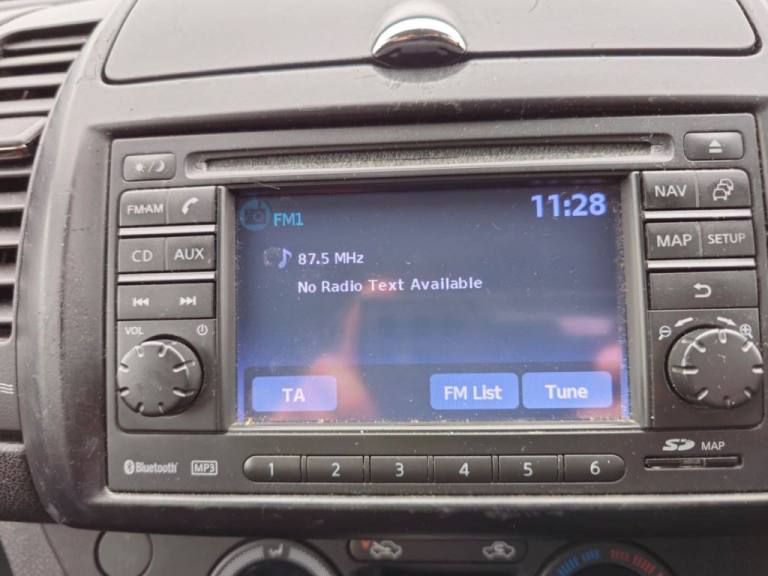 FM1
11:28
87.5 MHz
No Radio Text Available
TA
FM List
Tune
FM·AM
CD
AUX
VOL
NAV
MAP
SETUP
Bluetooth
MP3
1
2
3
4
5
6
SD MAP